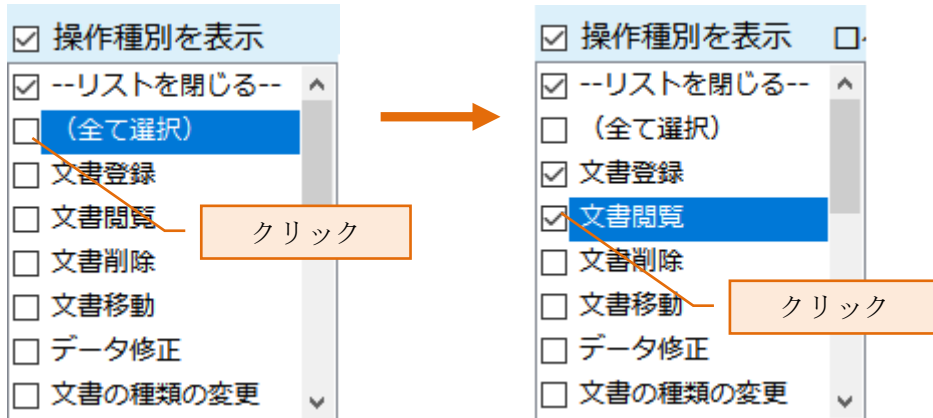 操作種別を表示
--リストを閉じる--
（全て選択）
文書登録
文書閲覧
文書削除
文書移動
データ修正
文書の種類の変更
クリック
操作種別を表示
--リストを閉じる--
（全て選択）
文書登録
文書閲覧
文書削除
文書移動
データ修正
文書の種類の変更
クリック